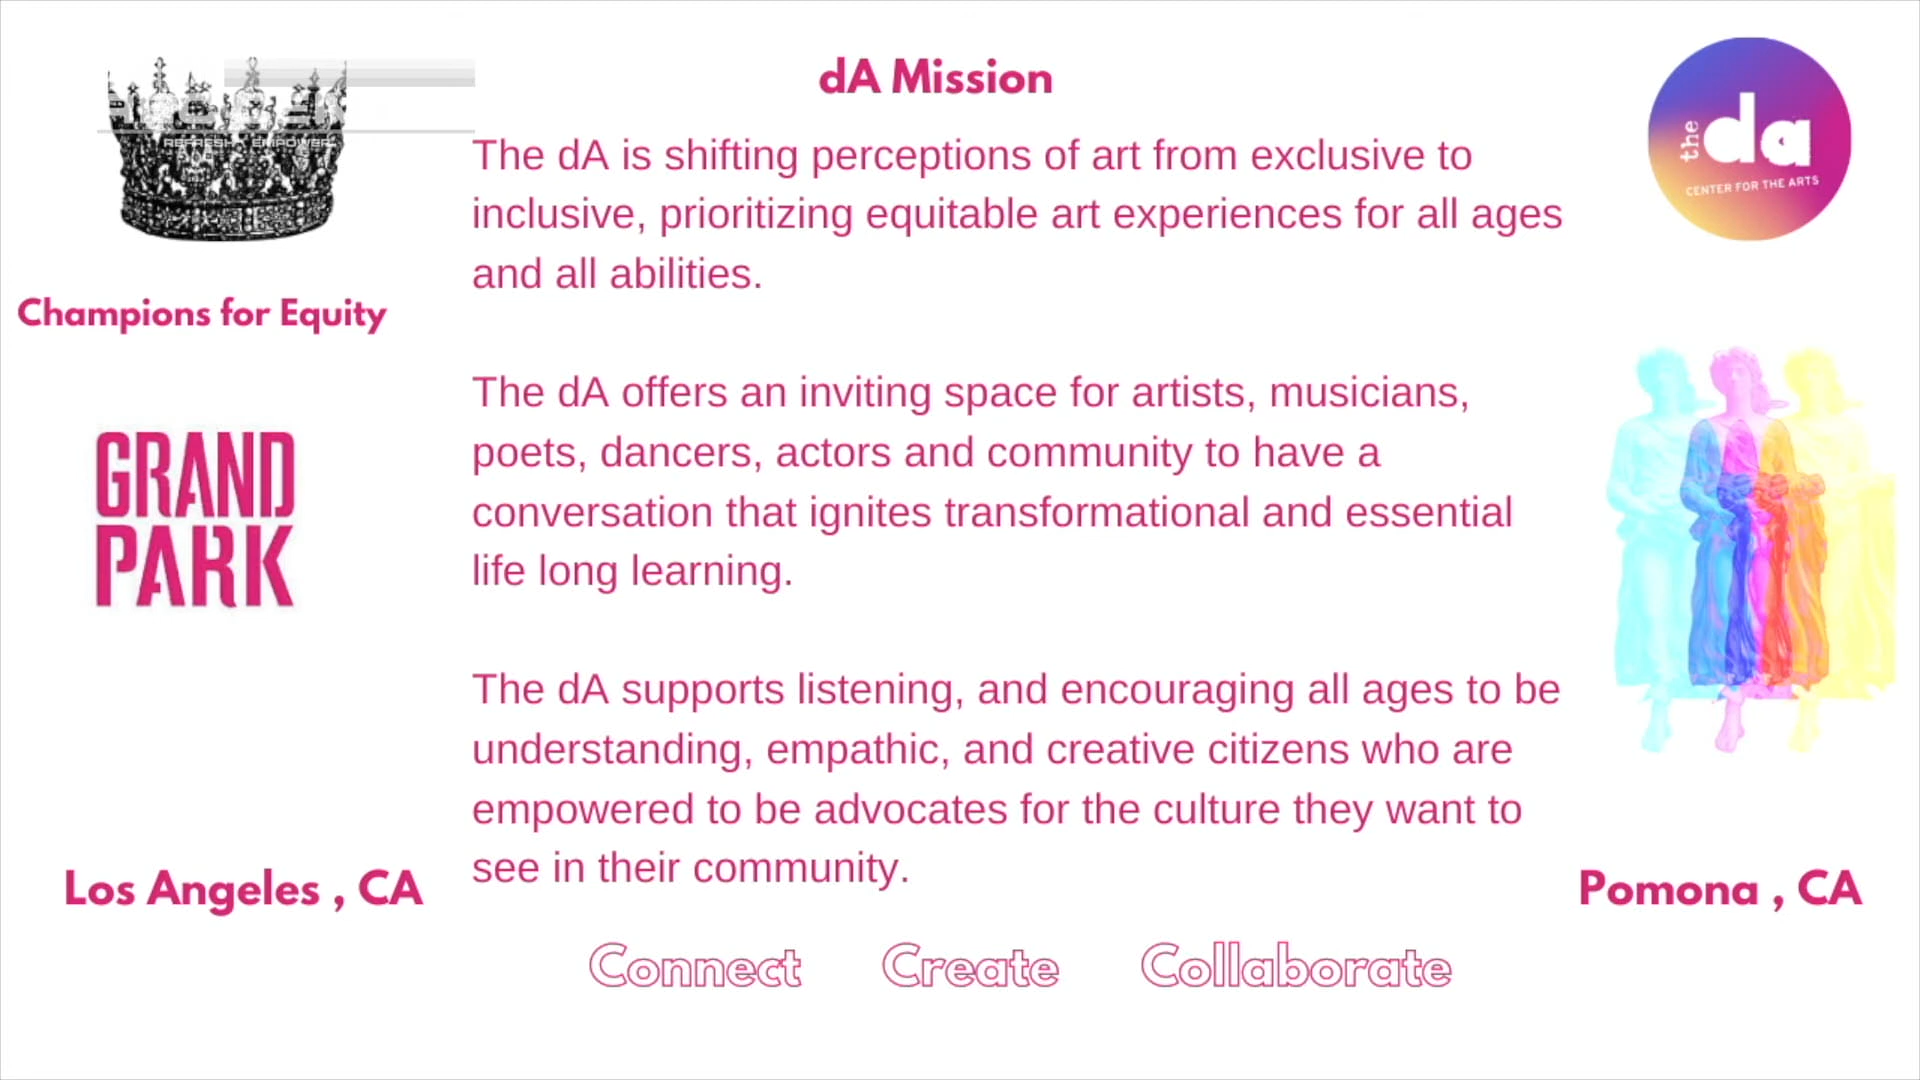 dA Mission
The dA is shifting perceptions of art from exclusive to
inclusive, prioritizing equitable art experiences for all ages
and all abilities.
The dA offers an inviting space for artists, musicians,
poets, dancers, actors and community to have a
conversation that ignites transformational and essential
life long learning.
The dA supports listening, and encouraging all ages to be
understanding, empathic, and creative citizens who are
empowered to be advocates for the culture they want to
see in their community.
Connect Create Collaborate
REFRESH EMPOWER
Champions for Equity
GRAND
PARK
Los Angeles , CA
the da
CENTER FOR THE ARTS
Pomona , CA